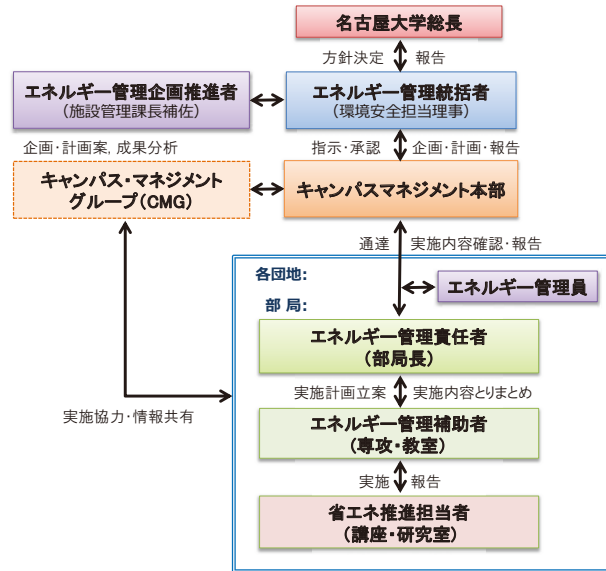 名古屋大学総長
方針決定 報告
エネルギー管理企画推進者
(施設管理課長補佐)
エネルギー管理統括者
(環境安全担当理事)
企画・計画案, 成果分析
指示・承認 企画・計画・報告
キャンパス・マネジメント
グループ(CMG)
キャンパスマネジメント本部
通達 実施内容確認・報告
各団地:
エネルギー管理員
部 局:
エネルギー管理責任者
(部局長)
実施計画立案 実施内容とりまとめ
実施協力・情報共有
エネルギー管理補助者
(専攻・教室)
実施 報告
省エネ推進担当者
(講座・研究室)